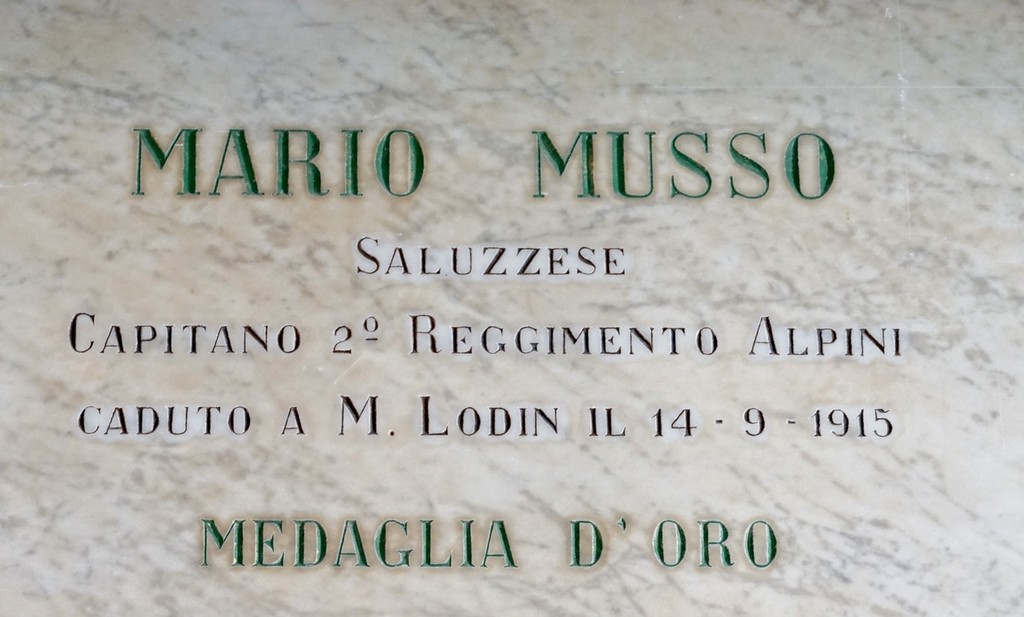 MARIO MUSSO
SALUZZESE
CAPITANO 2º REGGIMENTO ALPINI
CADUTO A M. LODIN IL 14 - 9 - 1915
MEDAGLIA D'ORO